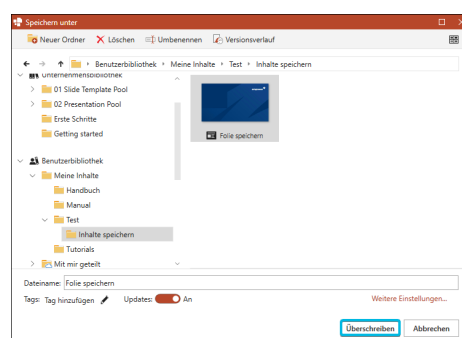 Speichern unter
Neuer Ordner Löschen Umbenennen Versionsverlauf
Benutzerbibliothek Meine Inhalte Test Inhalte speichern
Unternehmensbibliothek
01 Slide Template Pool
02 Presentation Pool
Erste Schritte
Getting started
Folie speichern
Benutzerbibliothek
Meine Inhalte
Handbuch
Manual
Test
Inhalte speichern
Tutorials
Mit mir geteilt
Dateiname: Folie speichern
Tags: Tag hinzufügen Updates: An Weitere Einstellungen...
Überschreiben Abbrechen